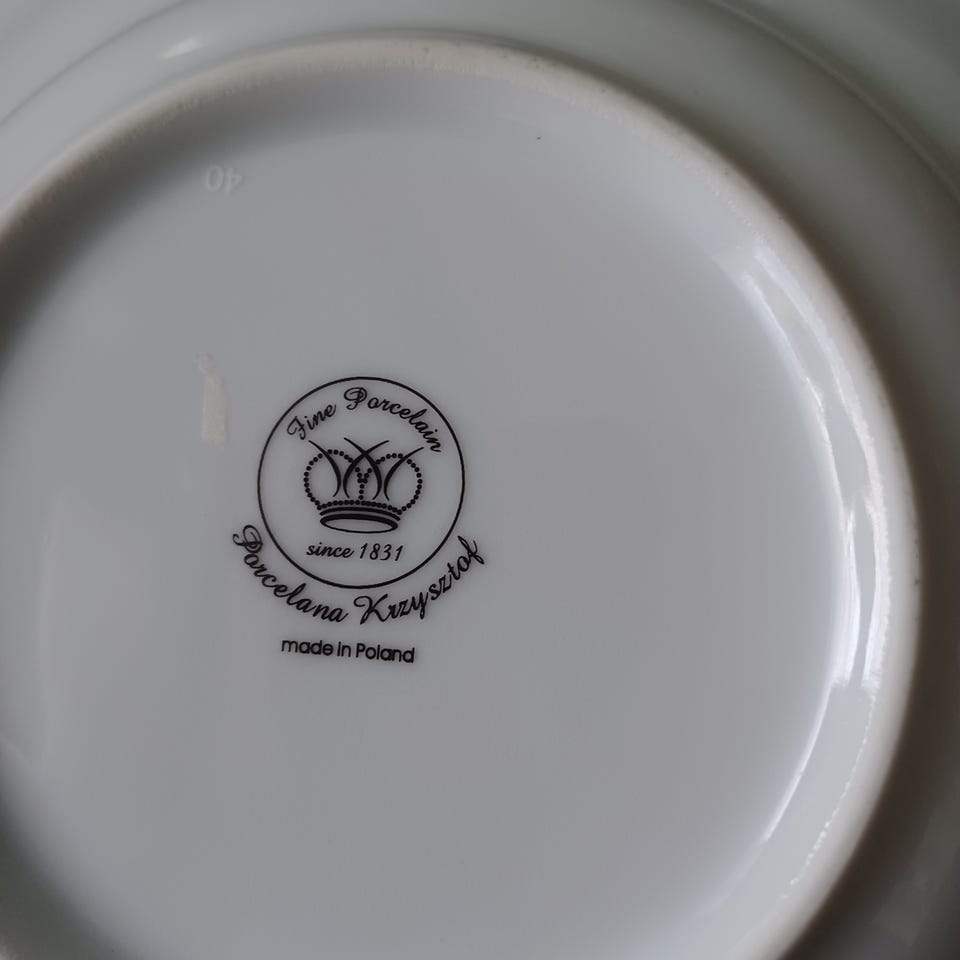 40
Fine Porcelain
since 1831
Porcelana Krzysztof
made in Poland